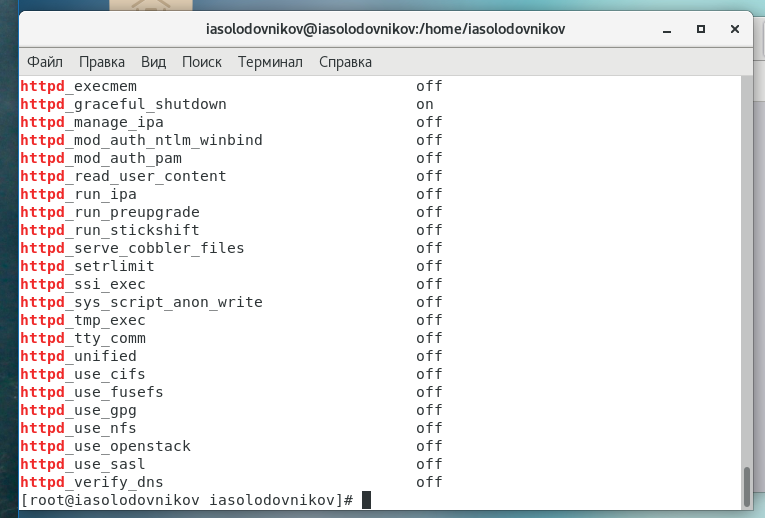 iasolodovnikov@iasolodovnikov:/home/iasolodovnikov
Файл Правка Вид Поиск Терминал Справка
httpd_execmem off
httpd_graceful_shutdown on
httpd_manage_ipa off
httpd_mod_auth_ntlm_winbind off
httpd_mod_auth_pam off
httpd_read_user_content off
httpd_run_ipa off
httpd_run_preupgrade off
httpd_run_stickshift off
httpd_serve_cobbler_files off
httpd_setrlimit off
httpd_ssi_exec off
httpd_sys_script_anon_write off
httpd_tmp_exec off
httpd_tty_comm off
httpd_unified off
httpd_use_cifs off
httpd_use_fusefs off
httpd_use_gpg off
httpd_use_nfs off
httpd_use_openstack off
httpd_use_sasl off
httpd_verify_dns off
[root@iasolodovnikov iasolodovnikov]#